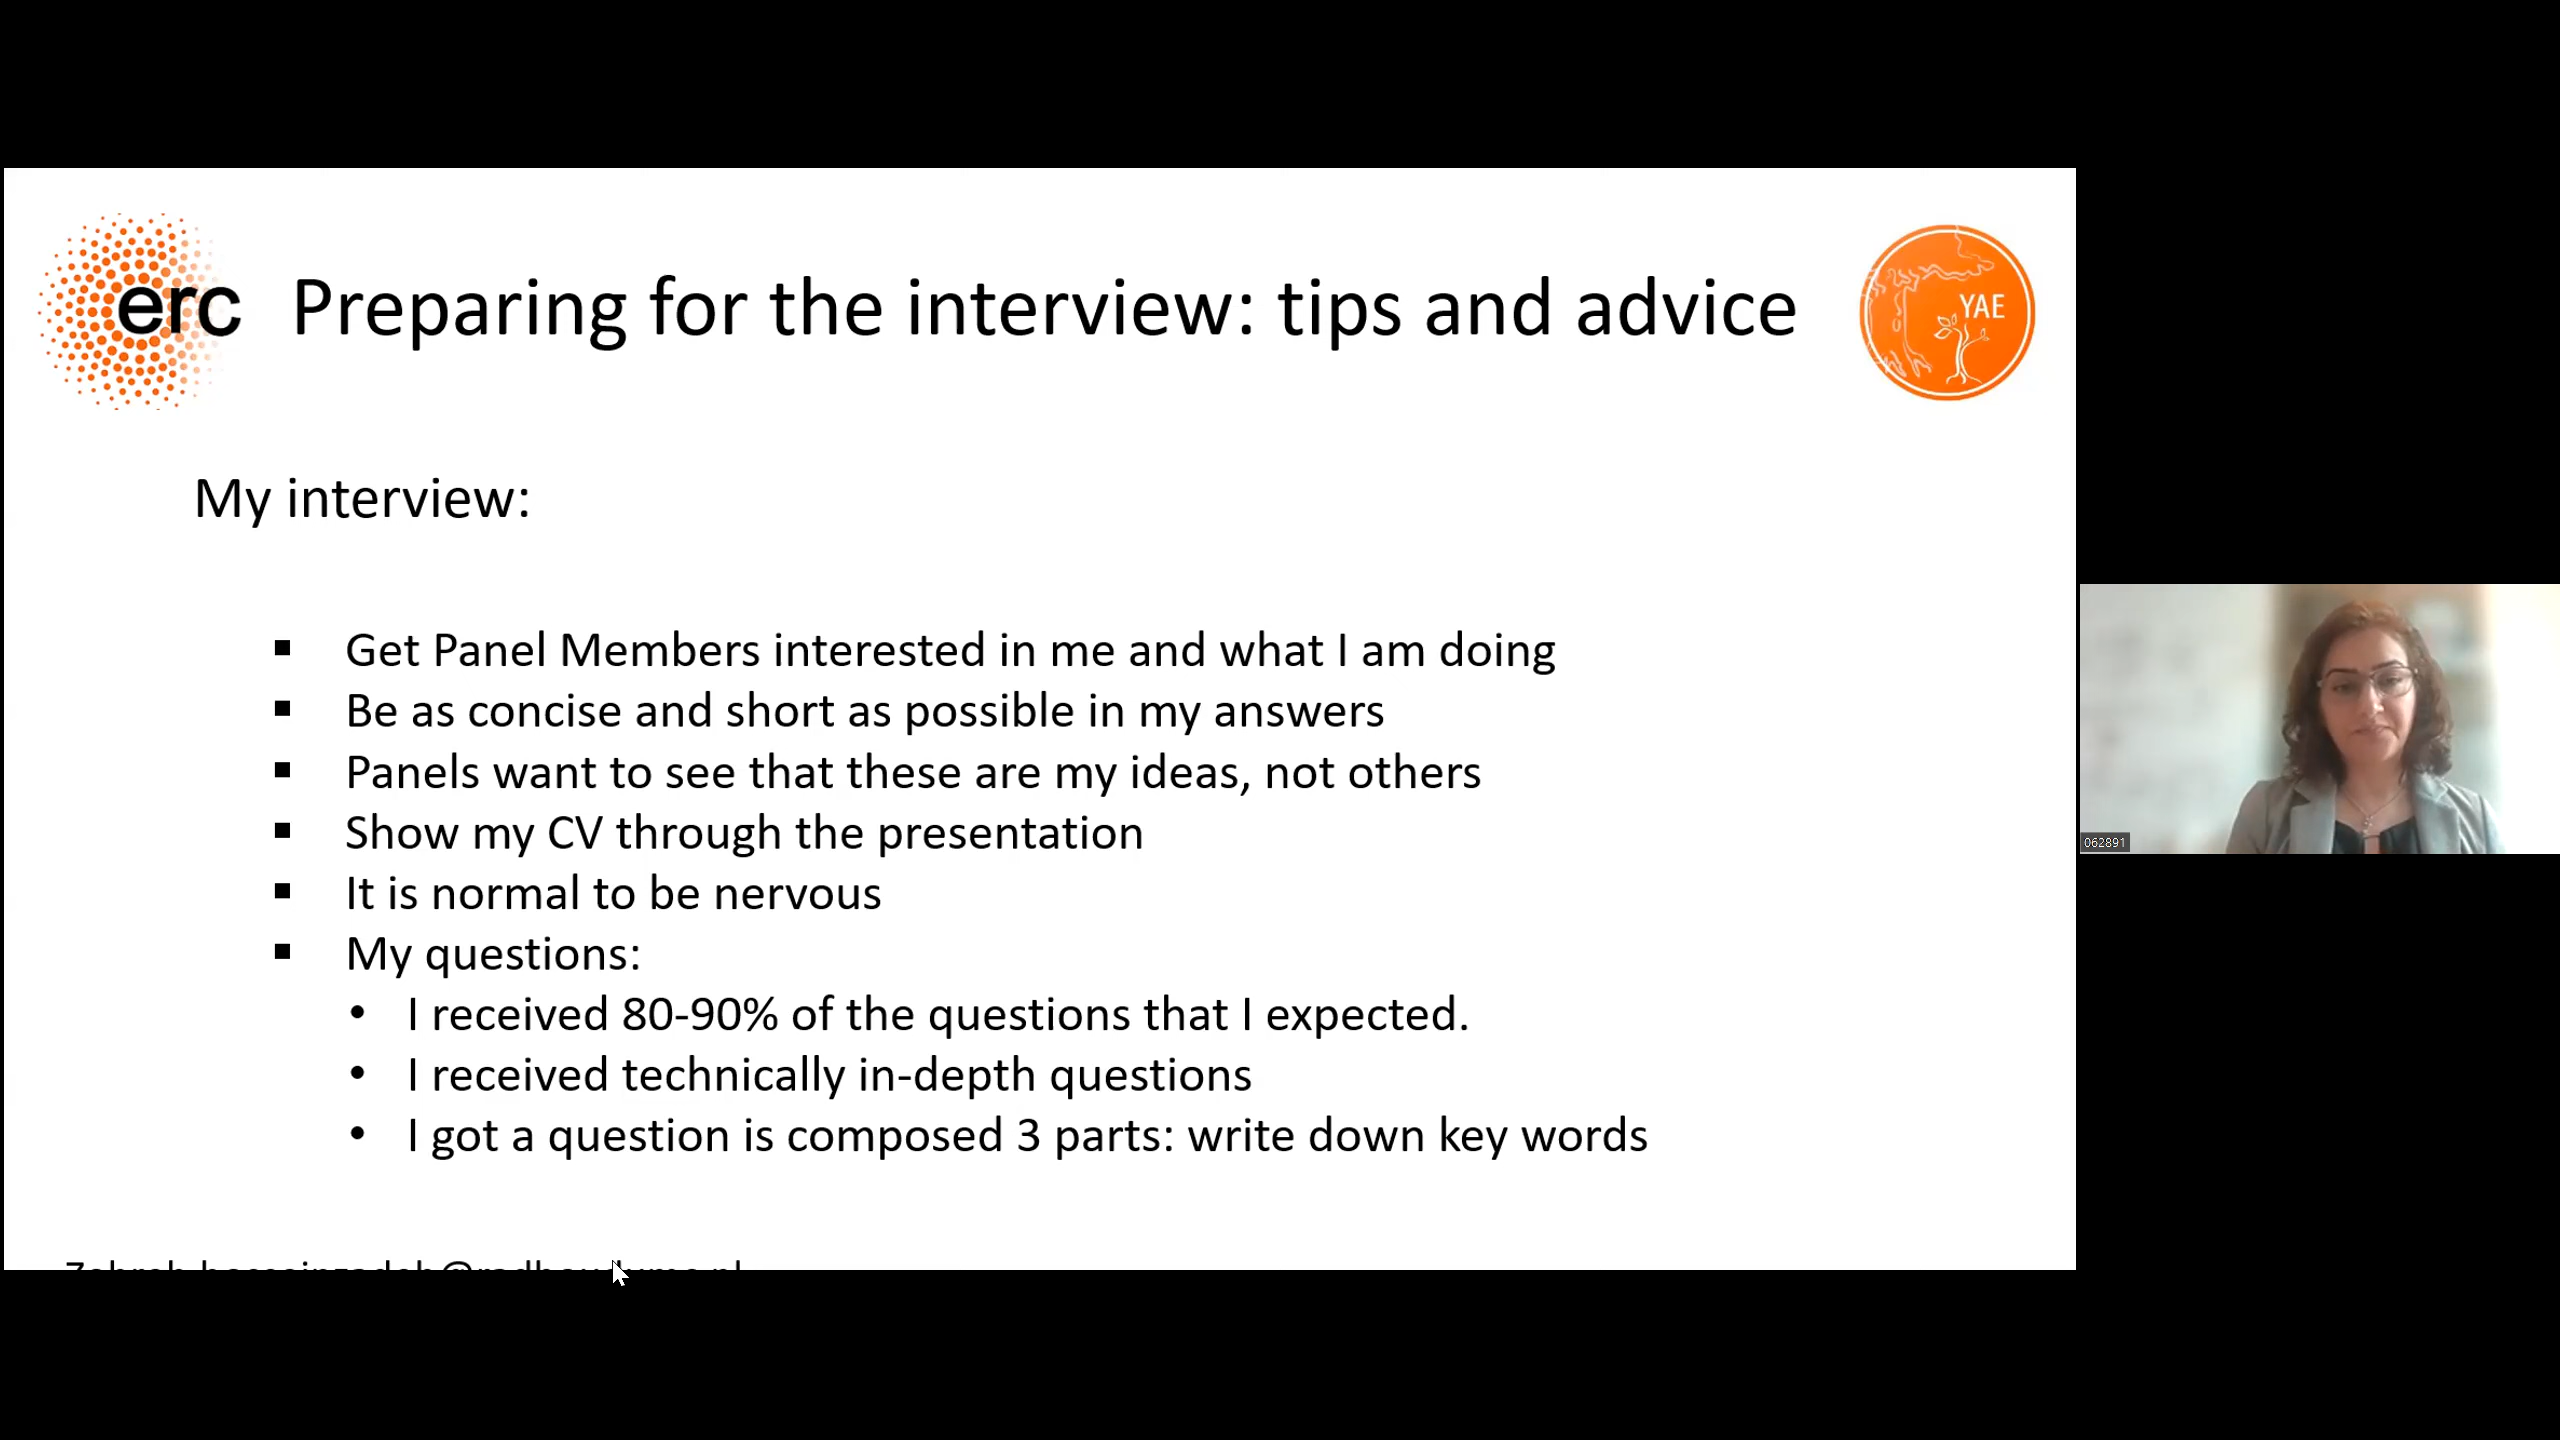 erc
Preparing for the interview: tips and advice
YAE
My interview:
▪ Get Panel Members interested in me and what I am doing
▪ Be as concise and short as possible in my answers
▪ Panels want to see that these are my ideas, not others
▪ Show my CV through the presentation
▪ It is normal to be nervous
▪ My questions:
• I received 80-90% of the questions that I expected.
• I received technically in-depth questions
• I got a question is composed 3 parts: write down key words
062891